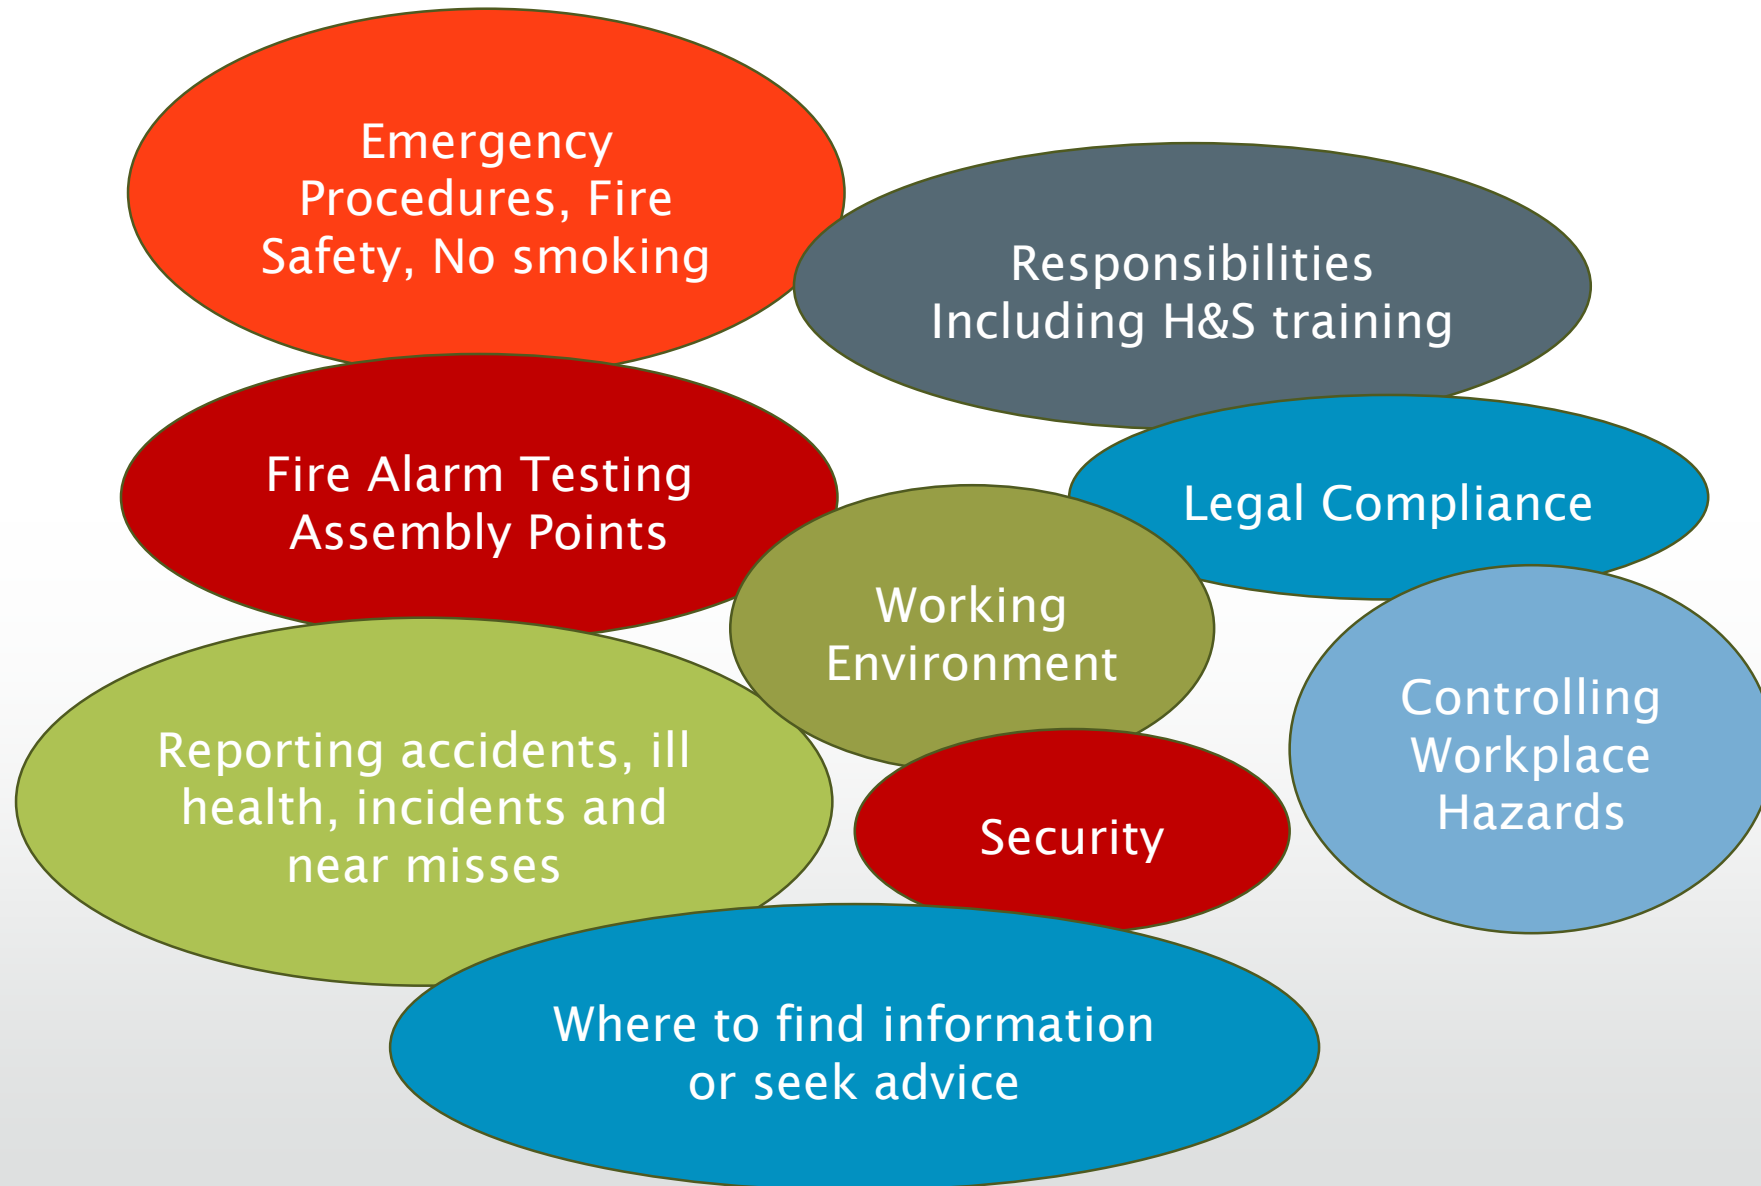 Emergency
Procedures, Fire
Safety, No smoking
Responsibilities
Including H&S training
Fire Alarm Testing
Assembly Points
Legal Compliance
Working
Environment
Controlling
Workplace
Hazards
Reporting accidents, ill
health, incidents and
near misses
Security
Where to find information
or seek advice